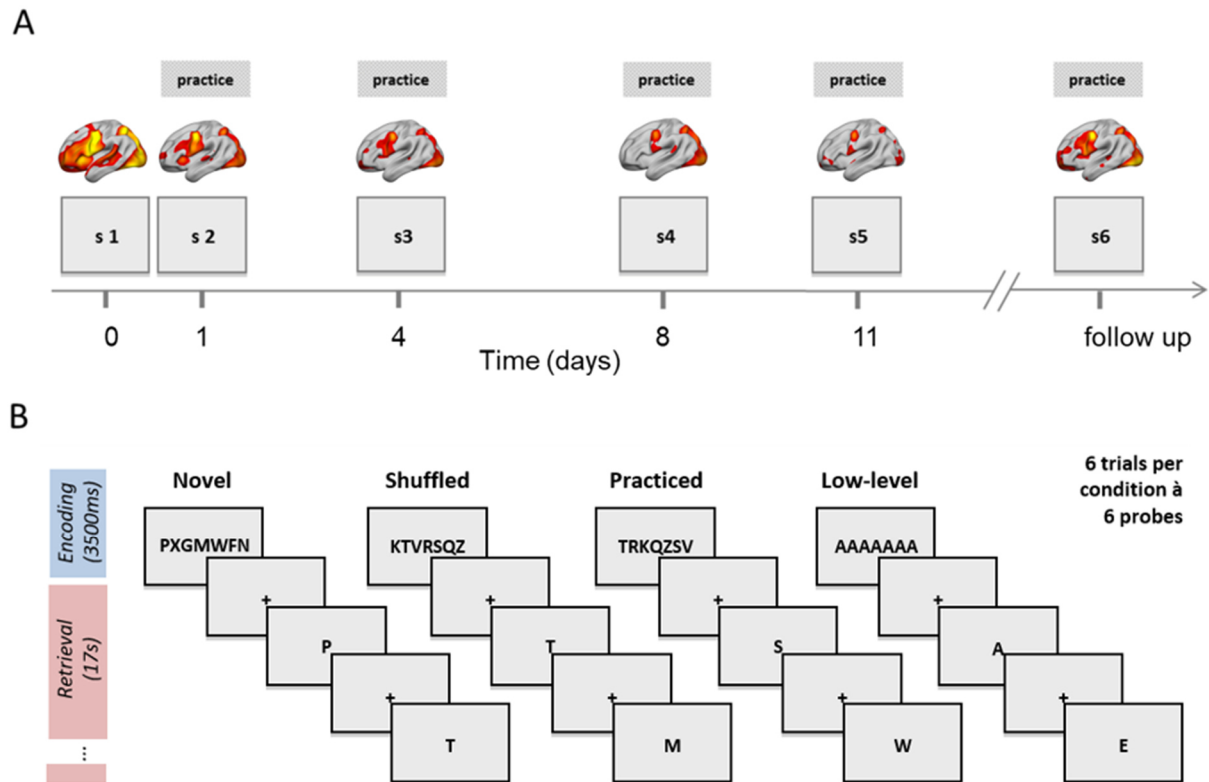 A
practice practice practice practice practice
s 1 s 2 s3 s4 s5 s6
0 1 4 8 11 follow up
Time (days)
B
Encoding
(3500ms)
Retrieval
(17s)
...
Novel Shuffled Practiced Low-level
6 trials per
condition à
6 probes
PXGMWFN KTVRSQZ TRKQZSV AAAAAAA
+ + + +
P T S A
+ + + +
T M W E